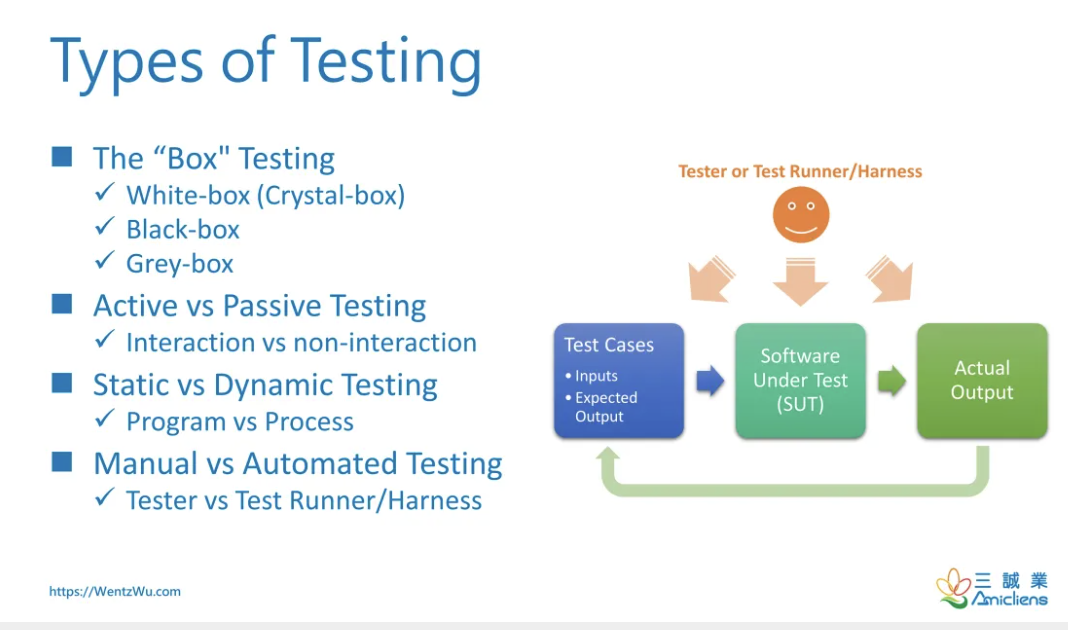 Types of Testing
The “Box" Testing
White-box (Crystal-box)
Black-box
Grey-box
Active vs Passive Testing
Interaction vs non-interaction
Static vs Dynamic Testing
Program vs Process
Manual vs Automated Testing
Tester vs Test Runner/Harness
Tester or Test Runner/Harness
Test Cases
• Inputs
• Expected
Output
Software
Under Test
(SUT)
Actual
Output
https://WentzWu.com
三誠業
Amicliens